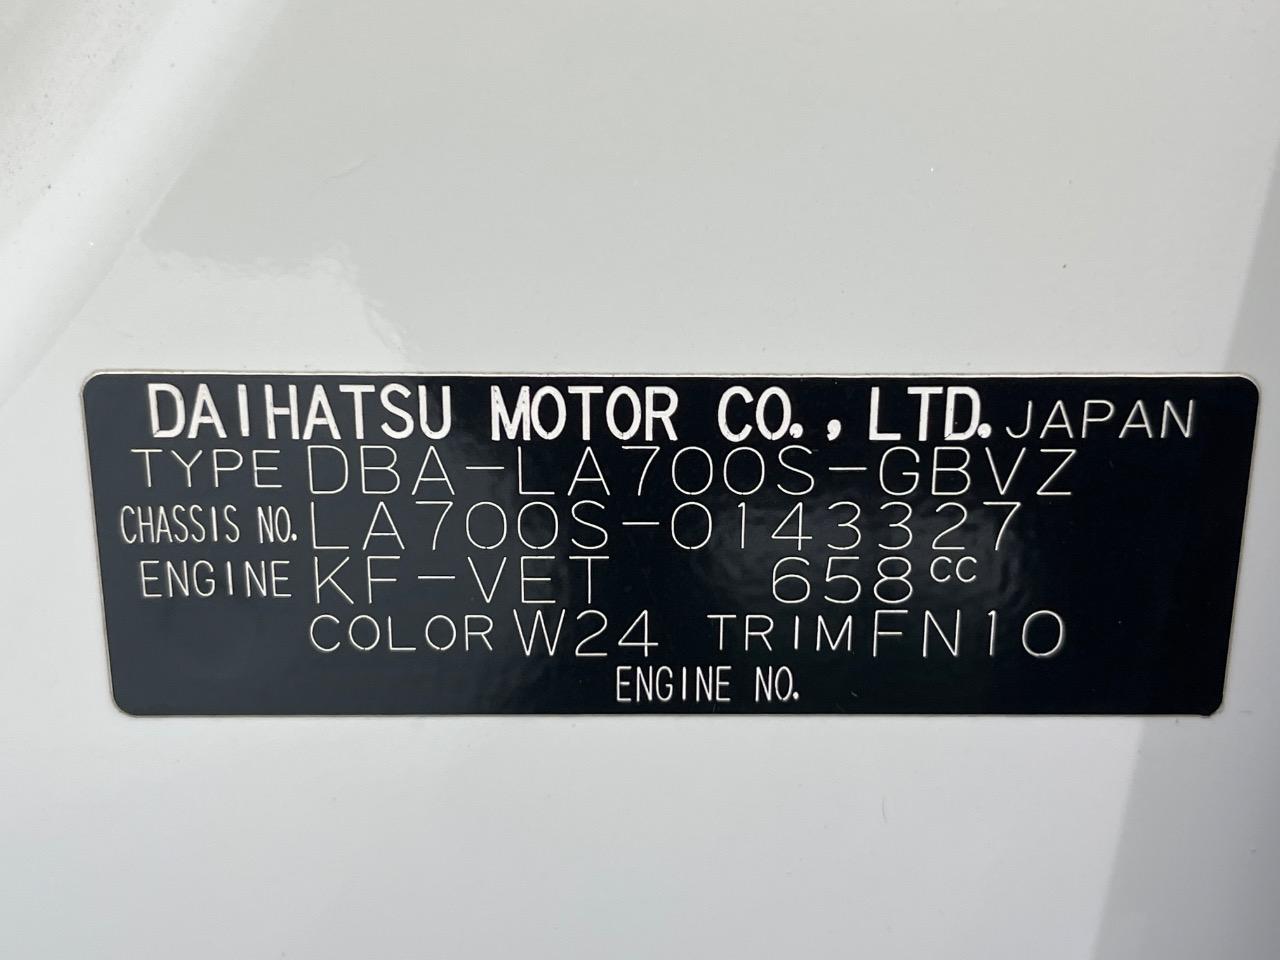 DAIHATSU MOTOR CO., LTD. JAPAN
TYPE DBA-LA700S-GBVZ
CHASSIS NO. LA700S-0143327
ENGINE KF-VET 658cc
COLOR W24 TRIM FN10
ENGINE NO.